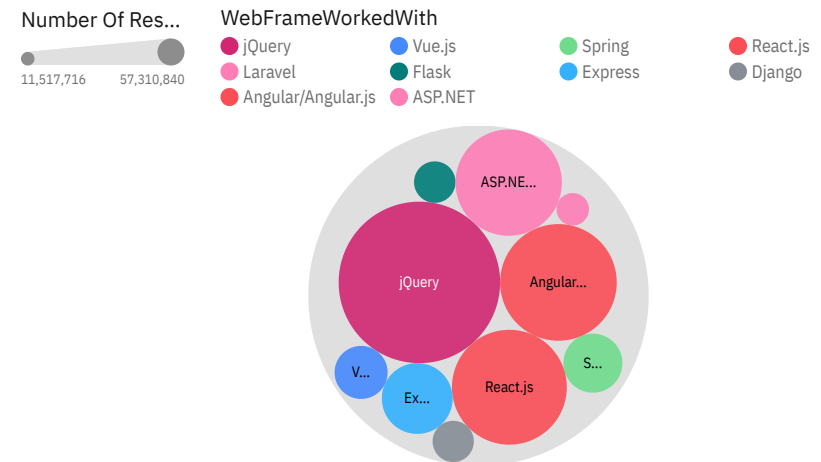 Number Of Res...
11,517,716 57,310,840
WebFrameWorkedWith
jQuery Vue.js Spring React.js
Laravel Flask Express Django
Angular/Angular.js ASP.NET
ASP.NE...
jQuery
Angular...
S...
V...
React.js
Ex...